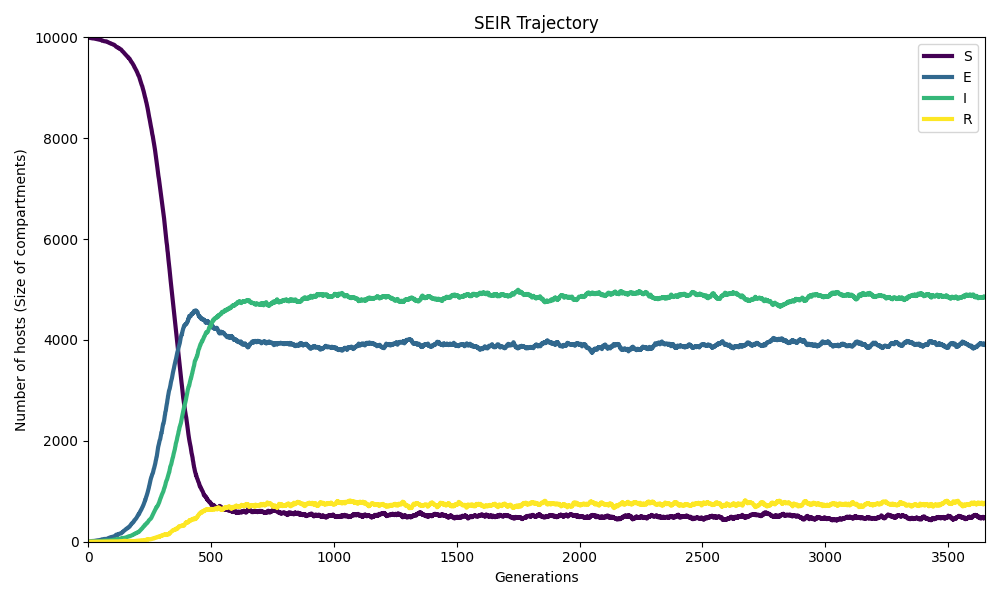 SEIR Trajectory
Number of hosts (Size of compartments)
10000
8000
6000
4000
2000
0
S
E
I
R
0 500 1000 1500 2000 2500 3000 3500
Generations